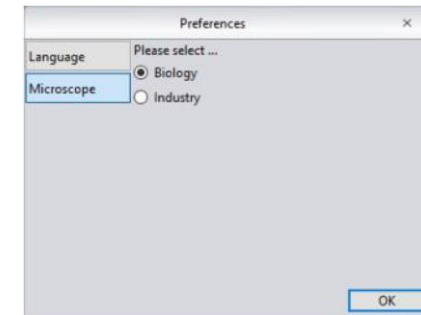 Preferences
Language
Microscope
Please select ...
Biology
Industry
OK